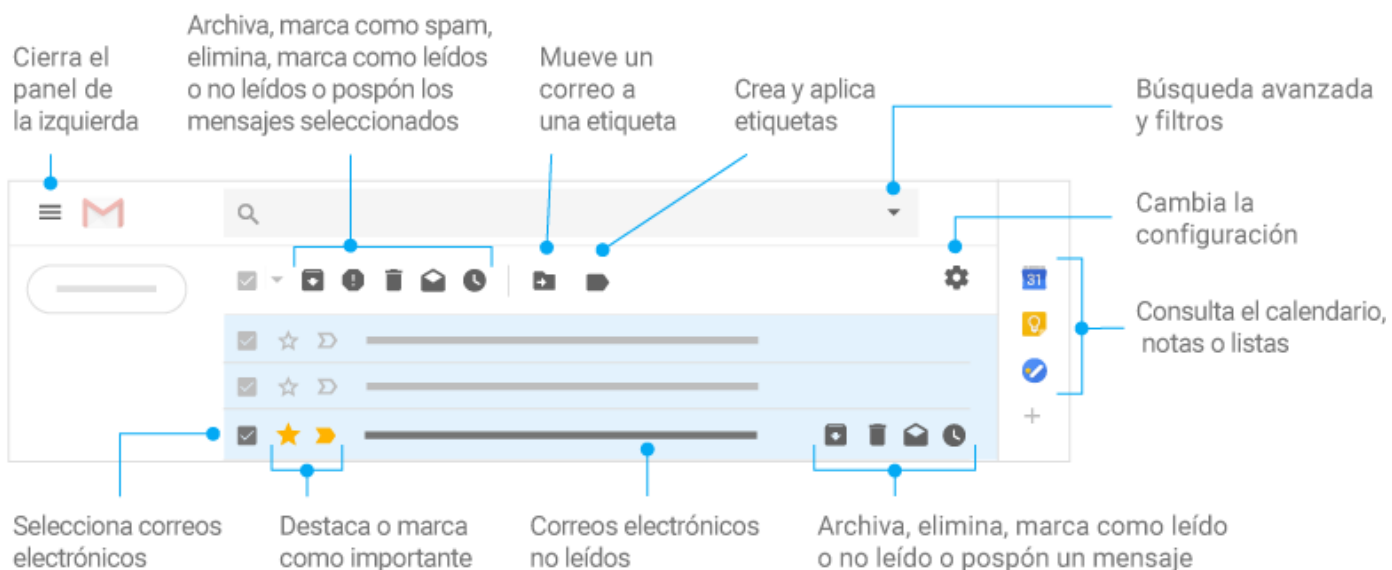 Cierra el
panel de
la izquierda
Archiva, marca como spam,
elimina, marca como leídos
o no leídos o pospón los
mensajes seleccionados
Mueve un
correo a
una etiqueta
Crea y aplica
etiquetas
Búsqueda avanzada
y filtros
Cambia la
configuración
31
Consulta el calendario,
notas o listas
Selecciona correos
electrónicos
Destaca o marca
como importante
Correos electrónicos
no leídos
Archiva, elimina, marca como leído
o no leído o pospón un mensaje